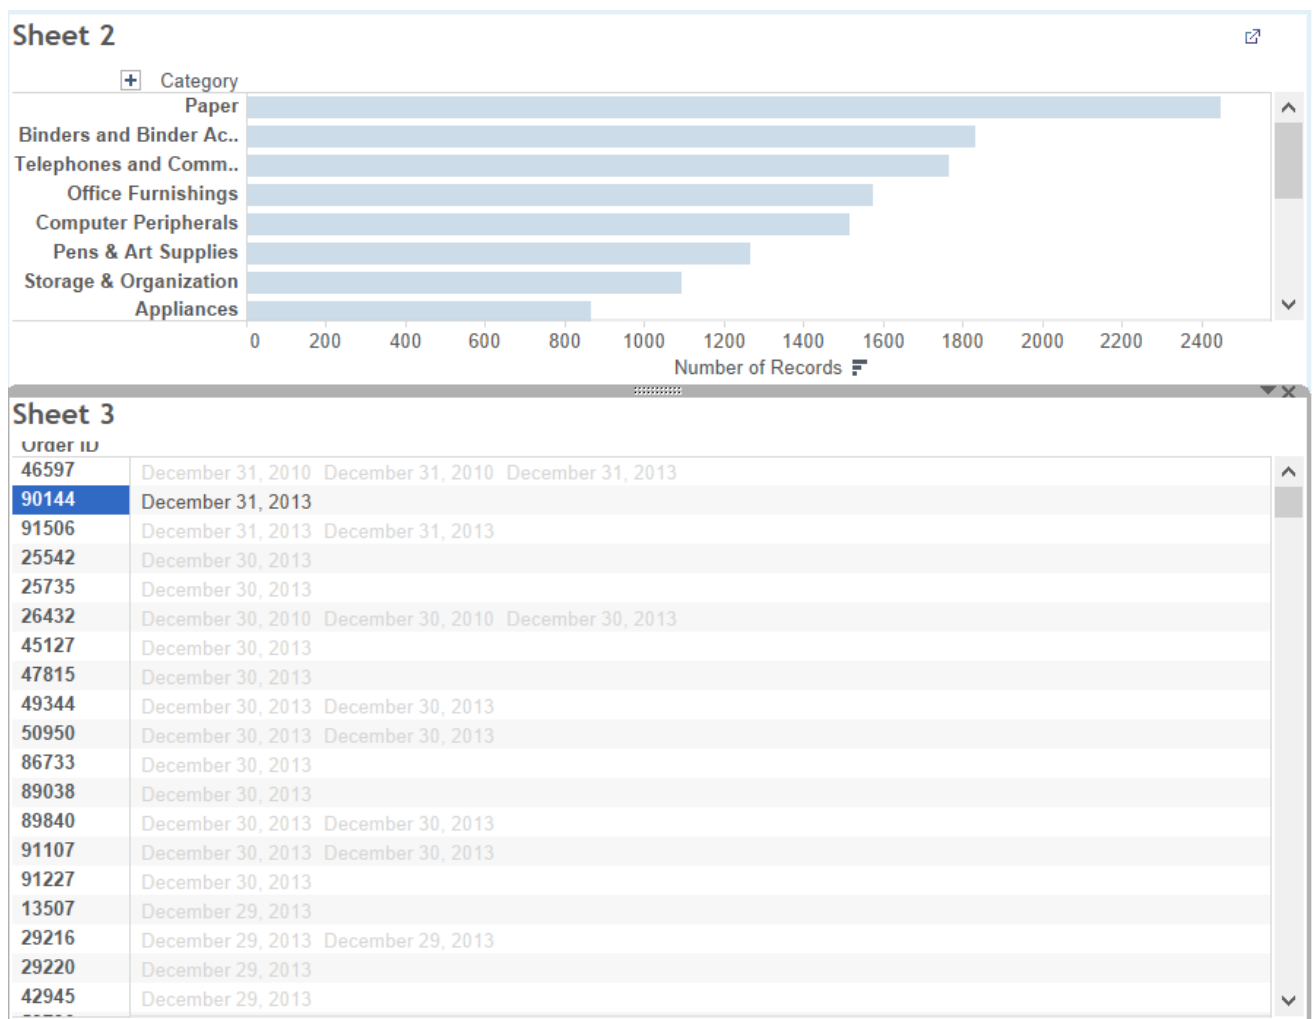 Sheet 2
Category
Paper
Binders and Binder Ac..
Telephones and Comm..
Office Furnishings
Computer Peripherals
Pens & Art Supplies
Storage & Organization
Appliances
0 200 400 600 800 1000 1200 1400 1600 1800 2000 2200 2400
Number of Records
Sheet 3
Order ID
46597 December 31, 2010 December 31, 2010 December 31, 2013
90144 December 31, 2013
91506 December 31, 2013 December 31, 2013
25542 December 30, 2013
25735 December 30, 2013
26432 December 30, 2010 December 30, 2010 December 30, 2013
45127 December 30, 2013
47815 December 30, 2013
49344 December 30, 2013 December 30, 2013
50950 December 30, 2013 December 30, 2013
86733 December 30, 2013
89038 December 30, 2013
89840 December 30, 2013 December 30, 2013
91107 December 30, 2013 December 30, 2013
91227 December 30, 2013
13507 December 29, 2013
29216 December 29, 2013 December 29, 2013
29220 December 29, 2013
42945 December 29, 2013